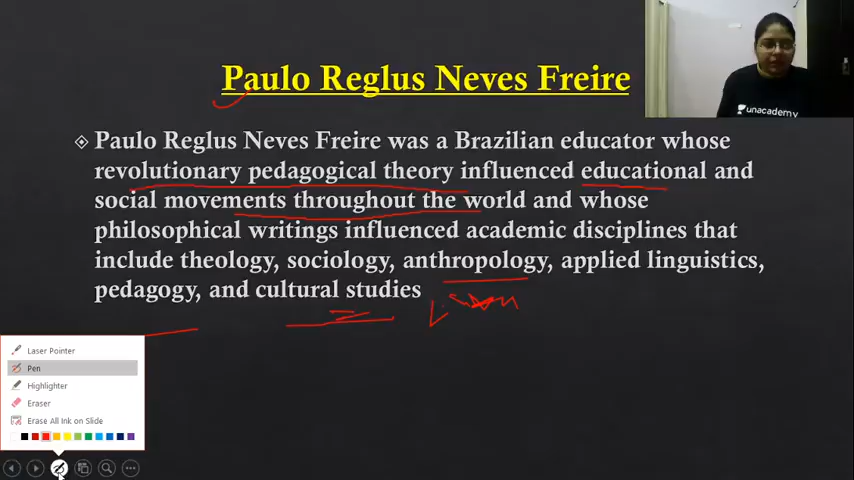 Paulo Reglus Neves Freire
unacademy
Paulo Reglus Neves Freire was a Brazilian educator whose
revolutionary pedagogical theory influenced educational and
social movements throughout the world and whose
philosophical writings influenced academic disciplines that
include theology, sociology, anthropology, applied linguistics,
pedagogy, and cultural studies
Laser Pointer
Pen
Highlighter
Eraser
Erase All Ink on Slide